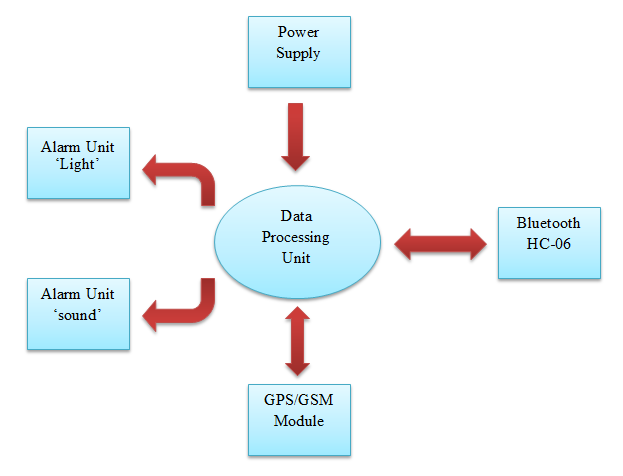 Power
Supply
Alarm Unit
‘Light’
Data
Processing
Unit
Bluetooth
HC-06
Alarm Unit
‘sound’
GPS/GSM
Module